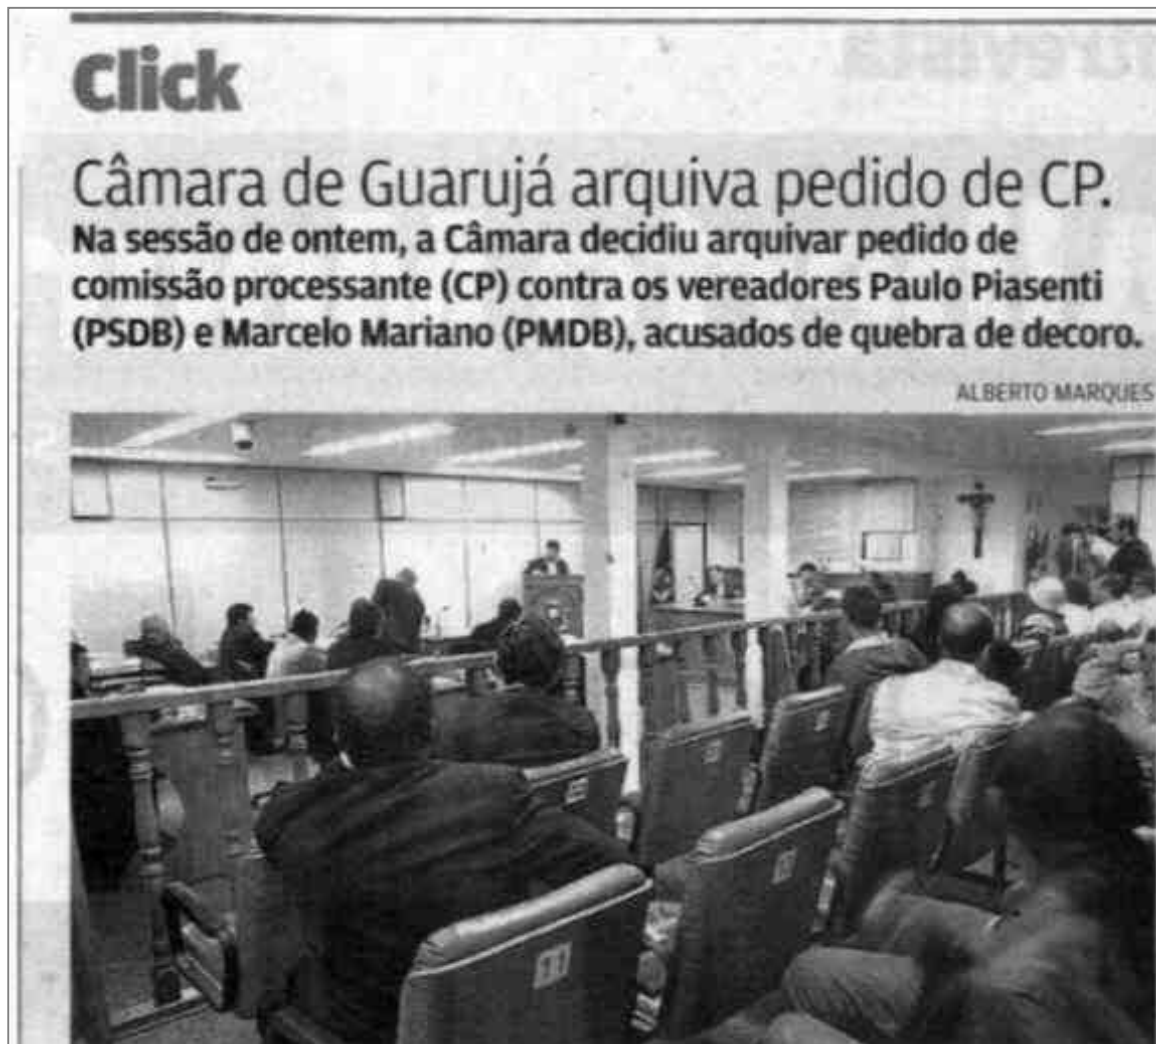 Click
Câmara de Guarujá arquiva pedido de CP.
Na sessão de ontem, a Câmara decidiu arquivar pedido de
comissão processante (CP) contra os vereadores Paulo Piasenti
(PSDB) e Marcelo Mariano (PMDB), acusados de quebra de decoro.
ALBERTO MARQUES
11